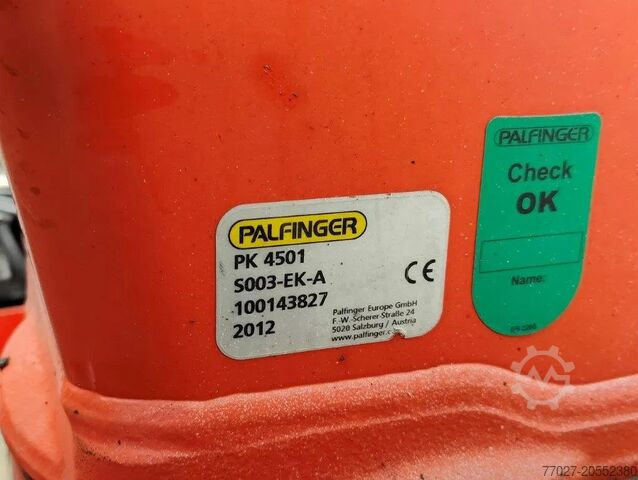 PALFINGER
PK 4501
S003-EK-A
100143827
2012
CE
Palfinger Europe GmbH
F.-W.-Scherer-Straße 24
5020 Salzburg / Austria
www.palfinger.c
PALFINGER
Check
OK
Name:
77027-20552380